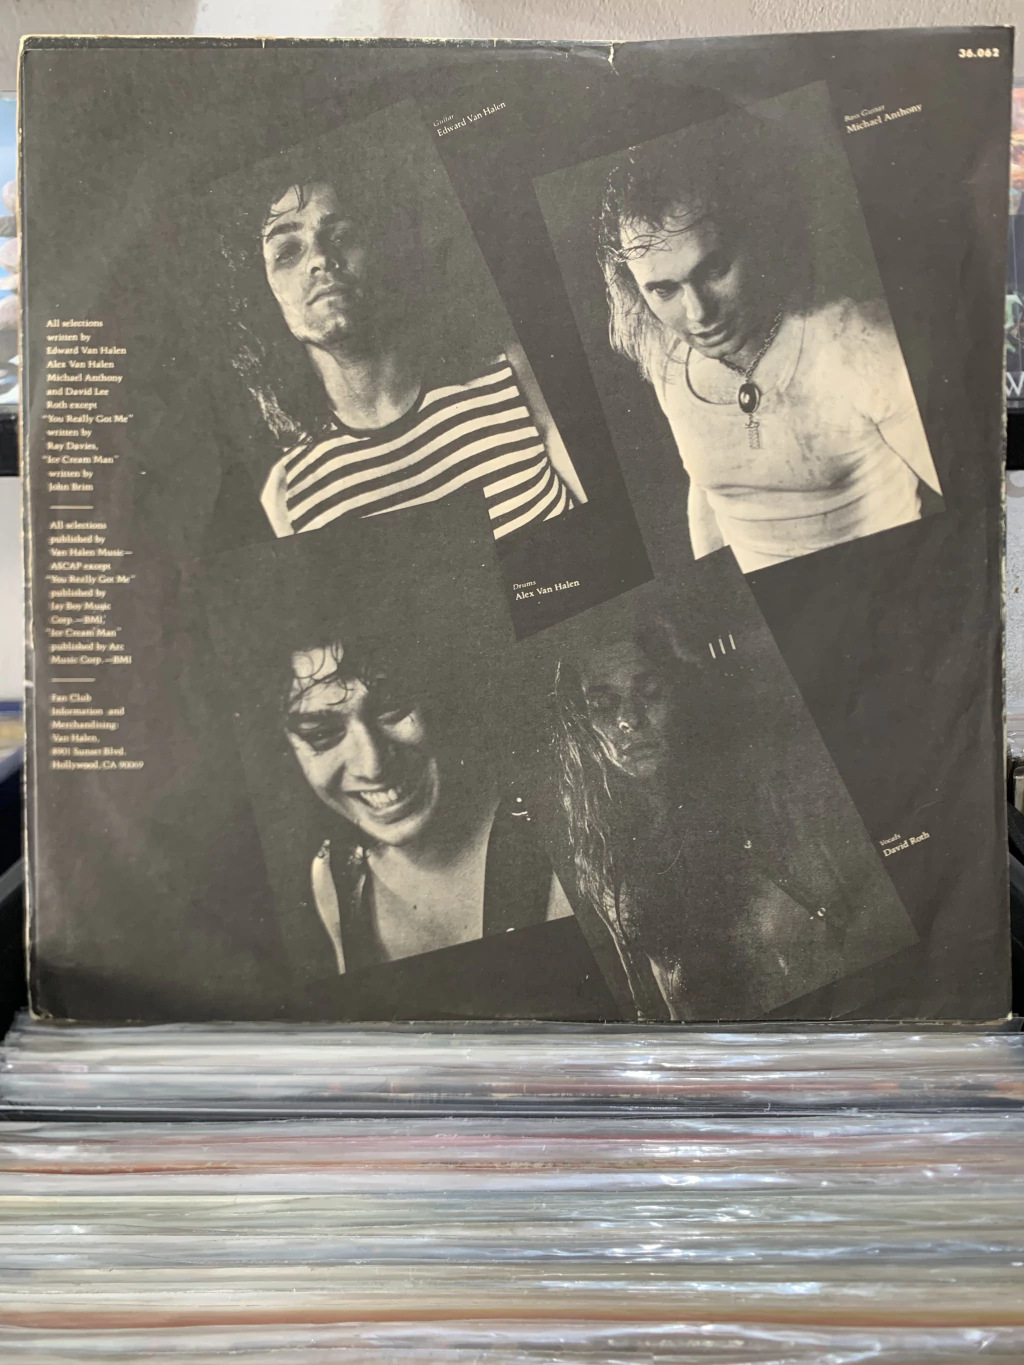 36.062
Guitar
Edward Van Halen
Bass Guitar
Michael Anthony
All selections
written by
Edward Van Halen
Alex Van Halen
Michael Anthony
and David Lee
Roth except
"You Really Got Me"
written by
Ray Davies,
"Ice Cream Man"
written by
John Brim
All selections
published by
Van Halen Music—
ASCAP except
"You Really Got Me"
published by
Jay Boy Music
Corp.—BMI,
"Ice Cream Man"
published by Arc
Music Corp.—BMI
Fan Club
Information and
Merchandising:
Van Halen,
8901 Sunset Blvd.
Hollywood, CA 90069
Drums
Alex Van Halen
Vocals
David Roth